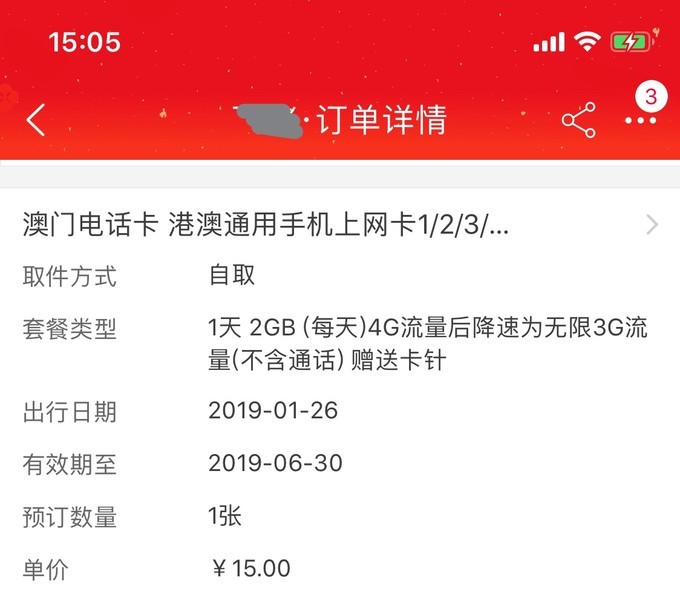 15:05
·订单详情
3
澳门电话卡 港澳通用手机上网卡1/2/3/...
取件方式 自取
套餐类型 1天 2GB (每天)4G流量后降速为无限3G流
量(不含通话) 赠送卡针
出行日期 2019-01-26
有效期至 2019-06-30
预订数量 1张
单价 ￥15.00